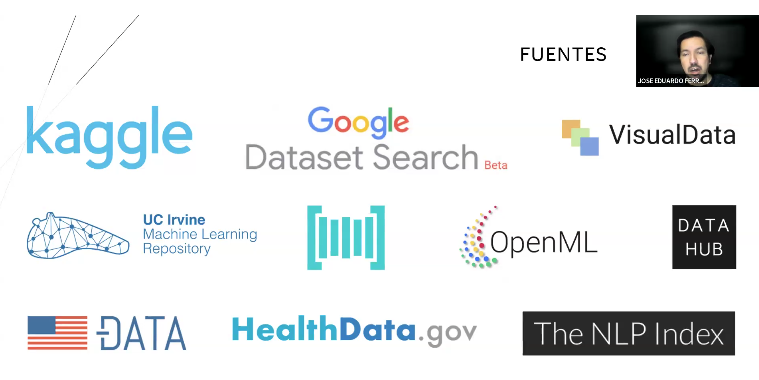 FUENTES
JOSE EDUARDO FERR...
kaggle
Google
Dataset Search Beta
VisualData
UC Irvine
Machine Learning
Repository
OpenML
DATA
HUB
DATA
HealthData.gov
The NLP Index